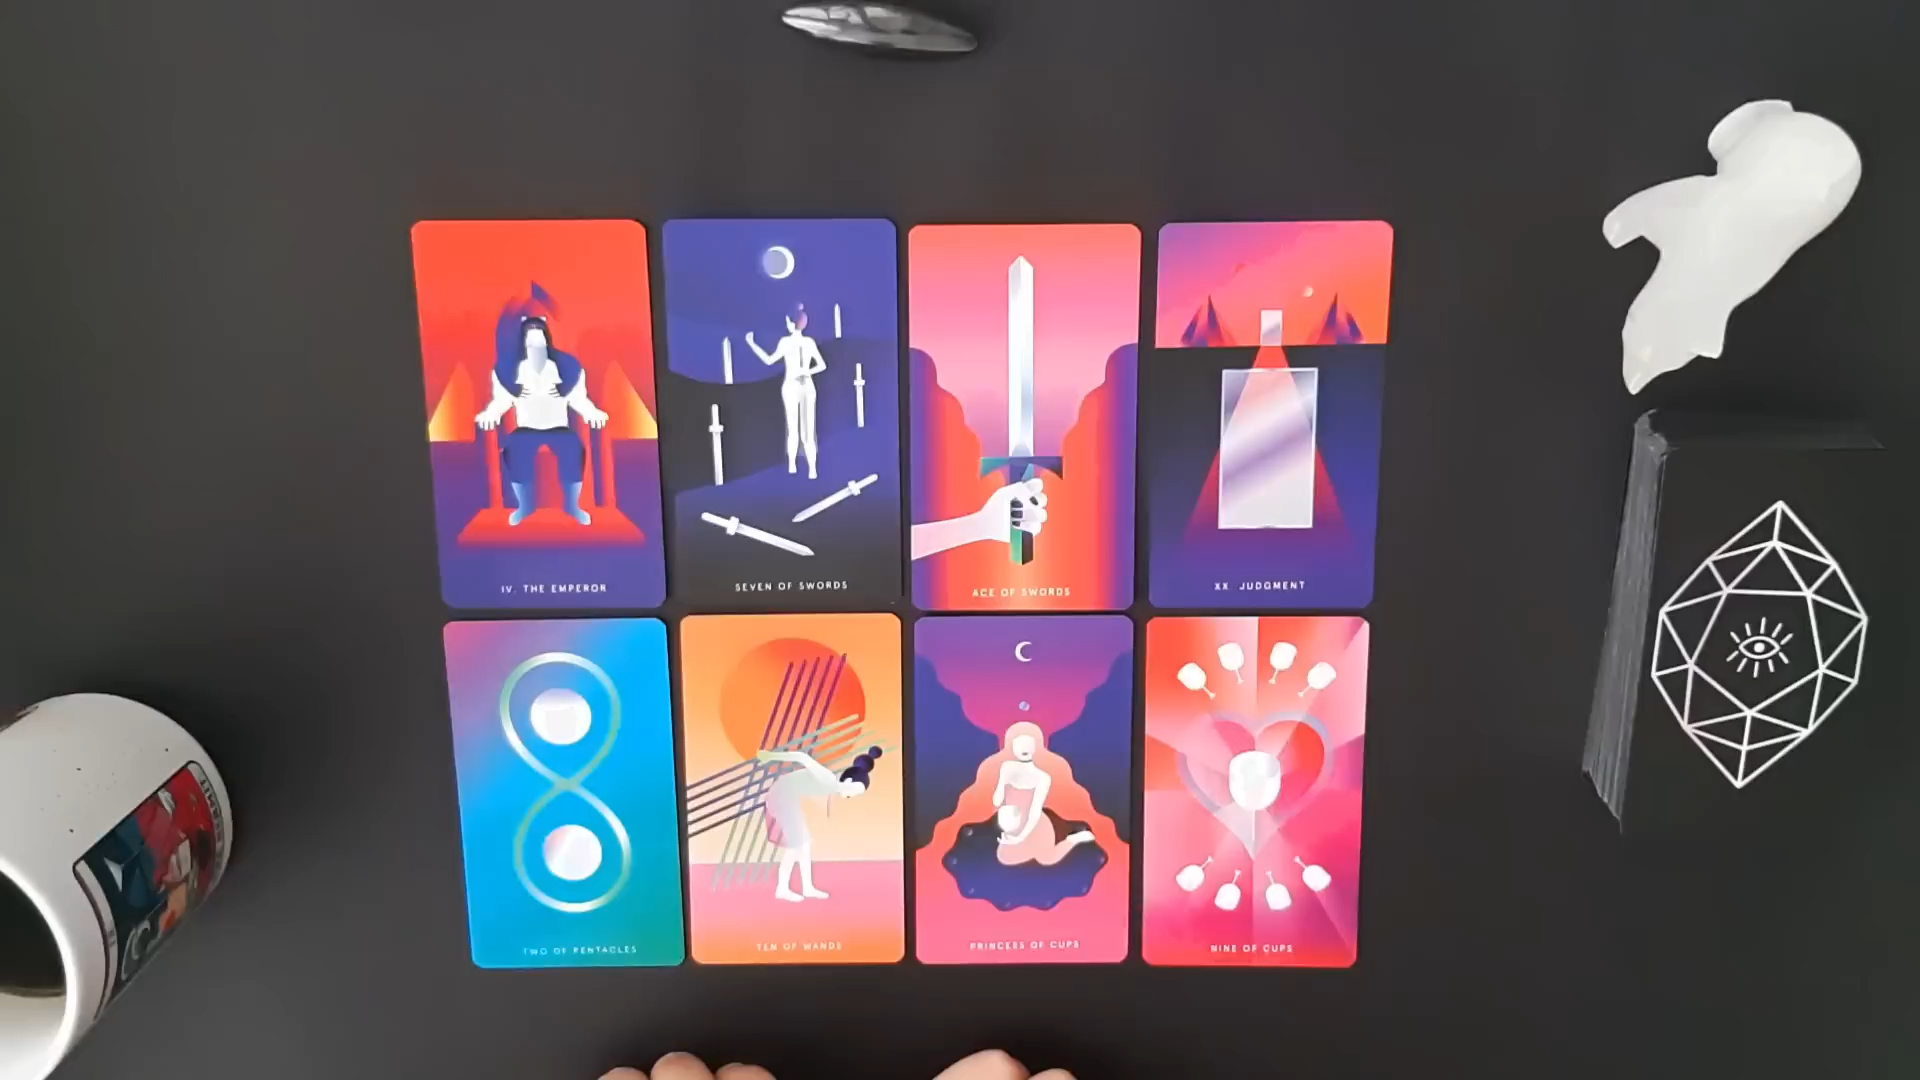 IV. THE EMPEROR
SEVEN OF SWORDS
ACE OF SWORDS
XX. JUDGMENT
TWO OF PENTACLES
TEN OF WANDS
PRINCESS OF CUPS
NINE OF CUPS